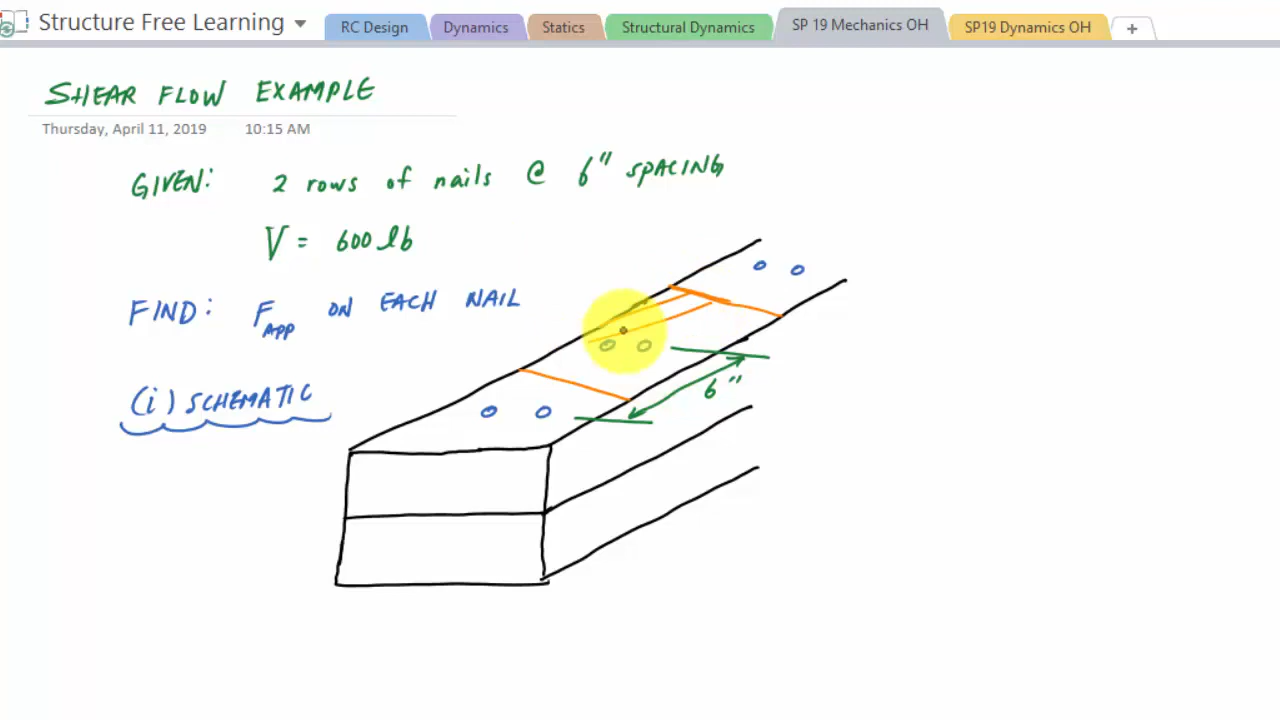 Structure Free Learning
RC Design Dynamics Statics Structural Dynamics SP 19 Mechanics OH SP19 Dynamics OH +
SHEAR FLOW EXAMPLE
Thursday, April 11, 2019 10:15 AM
GIVEN: 2 rows of nails @ 6" SPACING
V = 600 lb
FIND: F APP ON EACH NAIL
6"
(i) SCHEMATIC